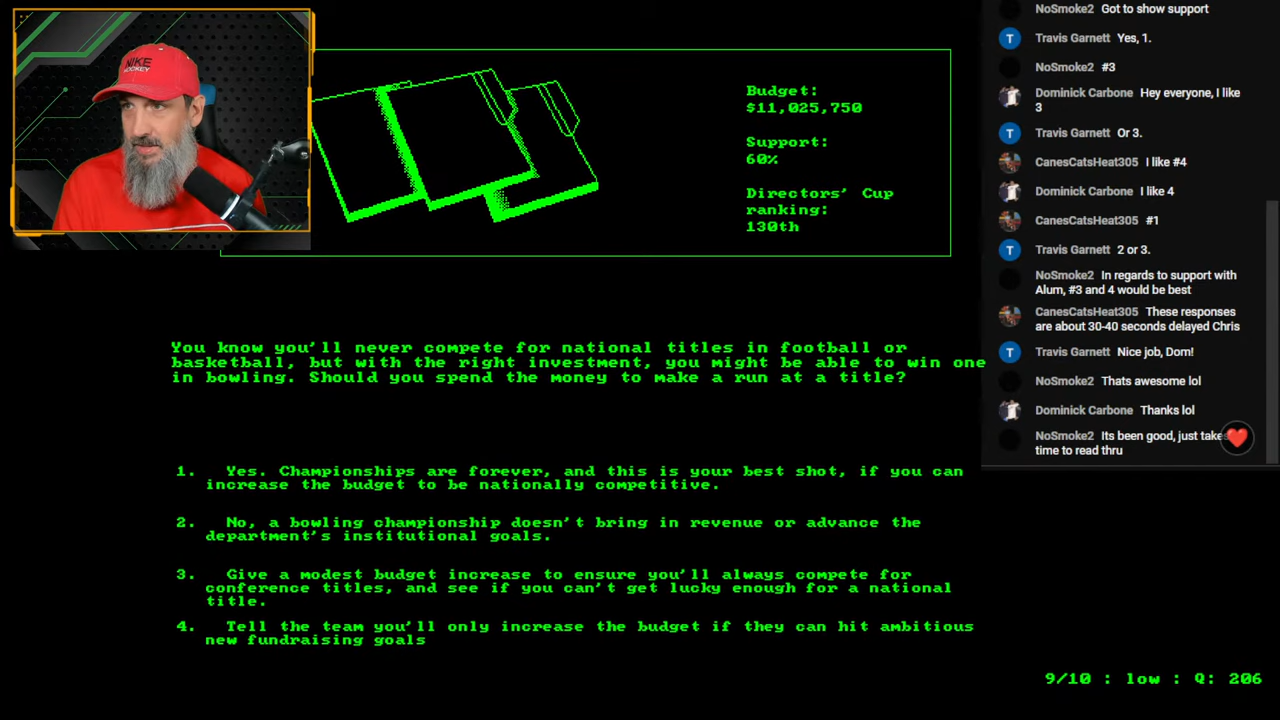 NIKE
HOCKEY
Budget:
$11,025,750
Support:
60%
Directors' Cup
ranking:
130th
You know you'll never compete for national titles in football or
basketball, but with the right investment, you might be able to win one
in bowling. Should you spend the money to make a run at a title?
1. Yes. Championships are forever, and this is your best shot, if you can
increase the budget to be nationally competitive.
2. No, a bowling championship doesn't bring in revenue or advance the
department's institutional goals.
3. Give a modest budget increase to ensure you'll always compete for
conference titles, and see if you can't get lucky enough for a national
title.
4. Tell the team you'll only increase the budget if they can hit ambitious
new fundraising goals
9/10 : low : Q: 206
NoSmoke2 Got to show support
T Travis Garnett Yes, 1.
NoSmoke2 #3
Dominick Carbone Hey everyone, I like
3
T Travis Garnett Or 3.
CanesCatsHeat305 I like #4
Dominick Carbone I like 4
CanesCatsHeat305 #1
T Travis Garnett 2 or 3.
NoSmoke2 In regards to support with
Alum, #3 and 4 would be best
CanesCatsHeat305 These responses
are about 30-40 seconds delayed Chris
T Travis Garnett Nice job, Dom!
NoSmoke2 Thats awesome lol
Dominick Carbone Thanks lol
NoSmoke2 Its been good, just takes
time to read thru